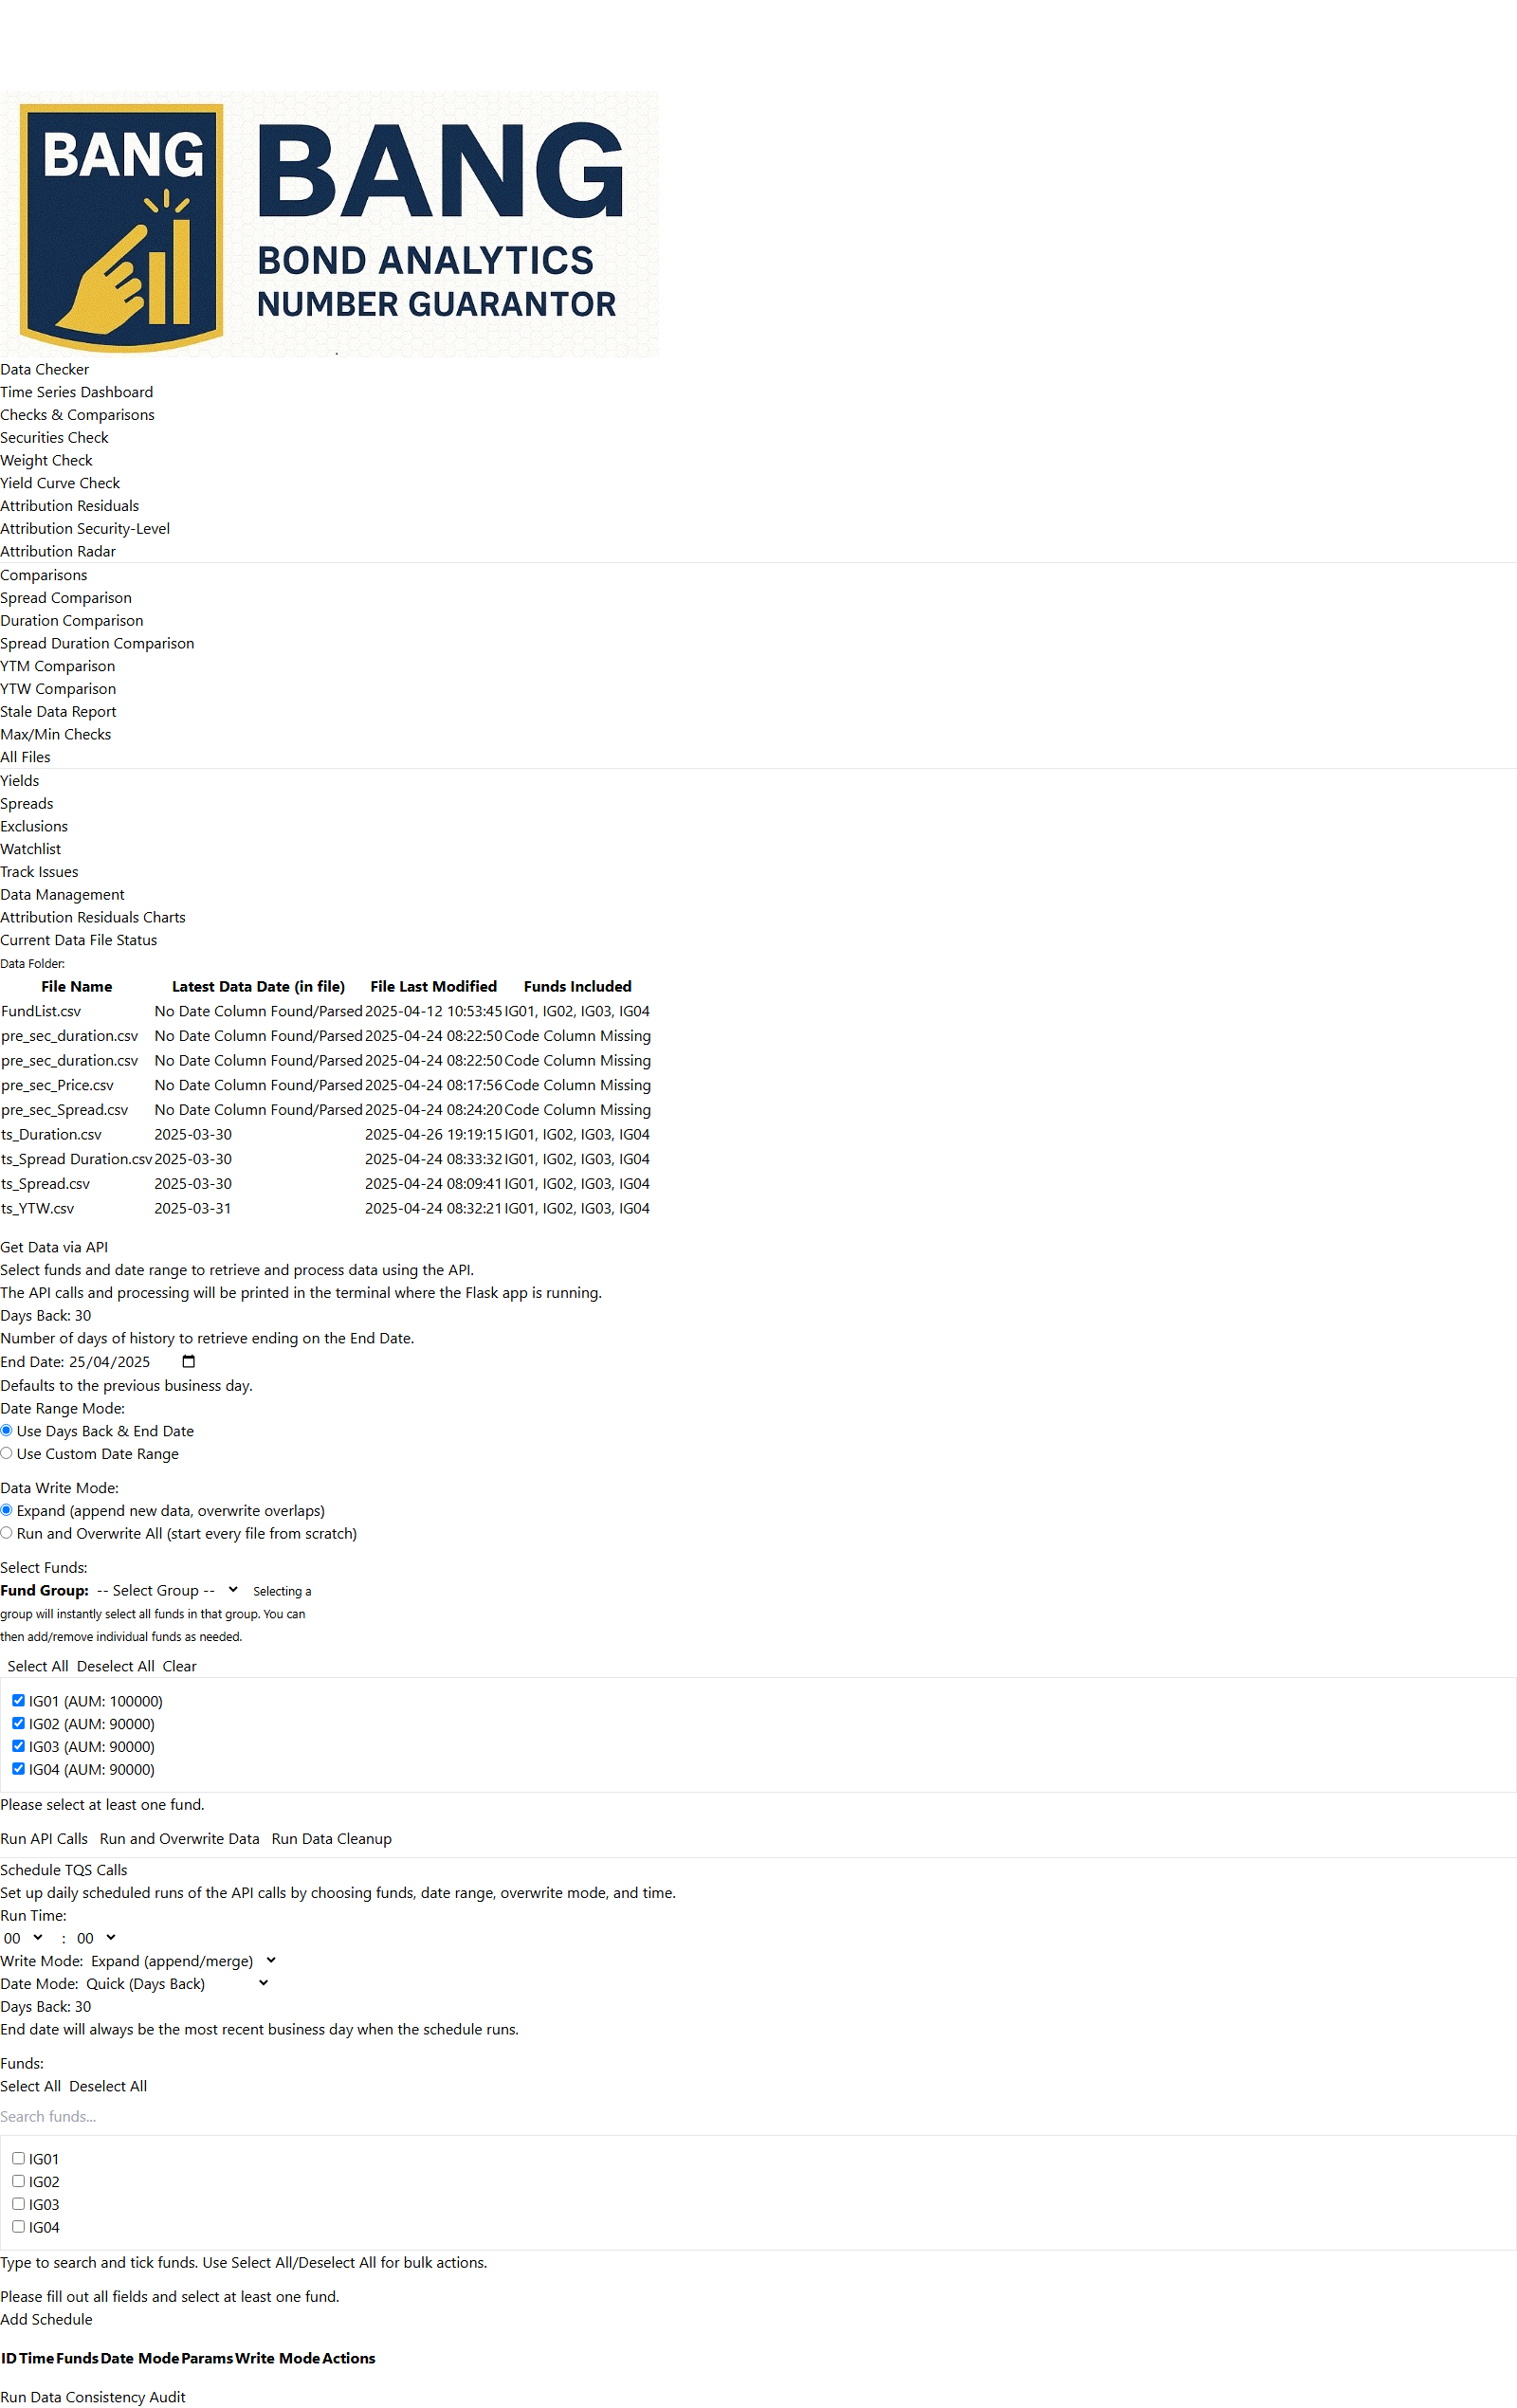 BANG
BANG
BOND ANALYTICS
NUMBER GUARANTOR
Data Checker
Time Series Dashboard
Checks & Comparisons
Securities Check
Weight Check
Yield Curve Check
Attribution Residuals
Attribution Security-Level
Attribution Radar
Comparisons
Spread Comparison
Duration Comparison
Spread Duration Comparison
YTM Comparison
YTW Comparison
Stale Data Report
Max/Min Checks
All Files
Yields
Spreads
Exclusions
Watchlist
Track Issues
Data Management
Attribution Residuals Charts
Current Data File Status
Data Folder:
File Name Latest Data Date (in file) File Last Modified Funds Included
FundList.csv No Date Column Found/Parsed 2025-04-12 10:53:45 IG01, IG02, IG03, IG04
pre_sec_duration.csv No Date Column Found/Parsed 2025-04-24 08:22:50 Code Column Missing
pre_sec_duration.csv No Date Column Found/Parsed 2025-04-24 08:22:50 Code Column Missing
pre_sec_Price.csv No Date Column Found/Parsed 2025-04-24 08:17:56 Code Column Missing
pre_sec_Spread.csv No Date Column Found/Parsed 2025-04-24 08:24:20 Code Column Missing
ts_Duration.csv 2025-03-30 2025-04-26 19:19:15 IG01, IG02, IG03, IG04
ts_Spread Duration.csv 2025-03-30 2025-04-24 08:33:32 IG01, IG02, IG03, IG04
ts_Spread.csv 2025-03-30 2025-04-24 08:09:41 IG01, IG02, IG03, IG04
ts_YTW.csv 2025-03-31 2025-04-24 08:32:21 IG01, IG02, IG03, IG04
Get Data via API
Select funds and date range to retrieve and process data using the API.
The API calls and processing will be printed in the terminal where the Flask app is running.
Days Back: 30
Number of days of history to retrieve ending on the End Date.
End Date: 25/04/2025
Defaults to the previous business day.
Date Range Mode:
Use Days Back & End Date
Use Custom Date Range
Data Write Mode:
Expand (append new data, overwrite overlaps)
Run and Overwrite All (start every file from scratch)
Select Funds:
Fund Group: -- Select Group -- Selecting a
group will instantly select all funds in that group. You can
then add/remove individual funds as needed.
Select All Deselect All Clear
IG01 (AUM: 100000)
IG02 (AUM: 90000)
IG03 (AUM: 90000)
IG04 (AUM: 90000)
Please select at least one fund.
Run API Calls Run and Overwrite Data Run Data Cleanup
Schedule TQS Calls
Set up daily scheduled runs of the API calls by choosing funds, date range, overwrite mode, and time.
Run Time:
00 : 00
Write Mode: Expand (append/merge)
Date Mode: Quick (Days Back)
Days Back: 30
End date will always be the most recent business day when the schedule runs.
Funds:
Select All Deselect All
Search funds...
IG01
IG02
IG03
IG04
Type to search and tick funds. Use Select All/Deselect All for bulk actions.
Please fill out all fields and select at least one fund.
Add Schedule
ID Time Funds Date Mode Params Write Mode Actions
Run Data Consistency Audit